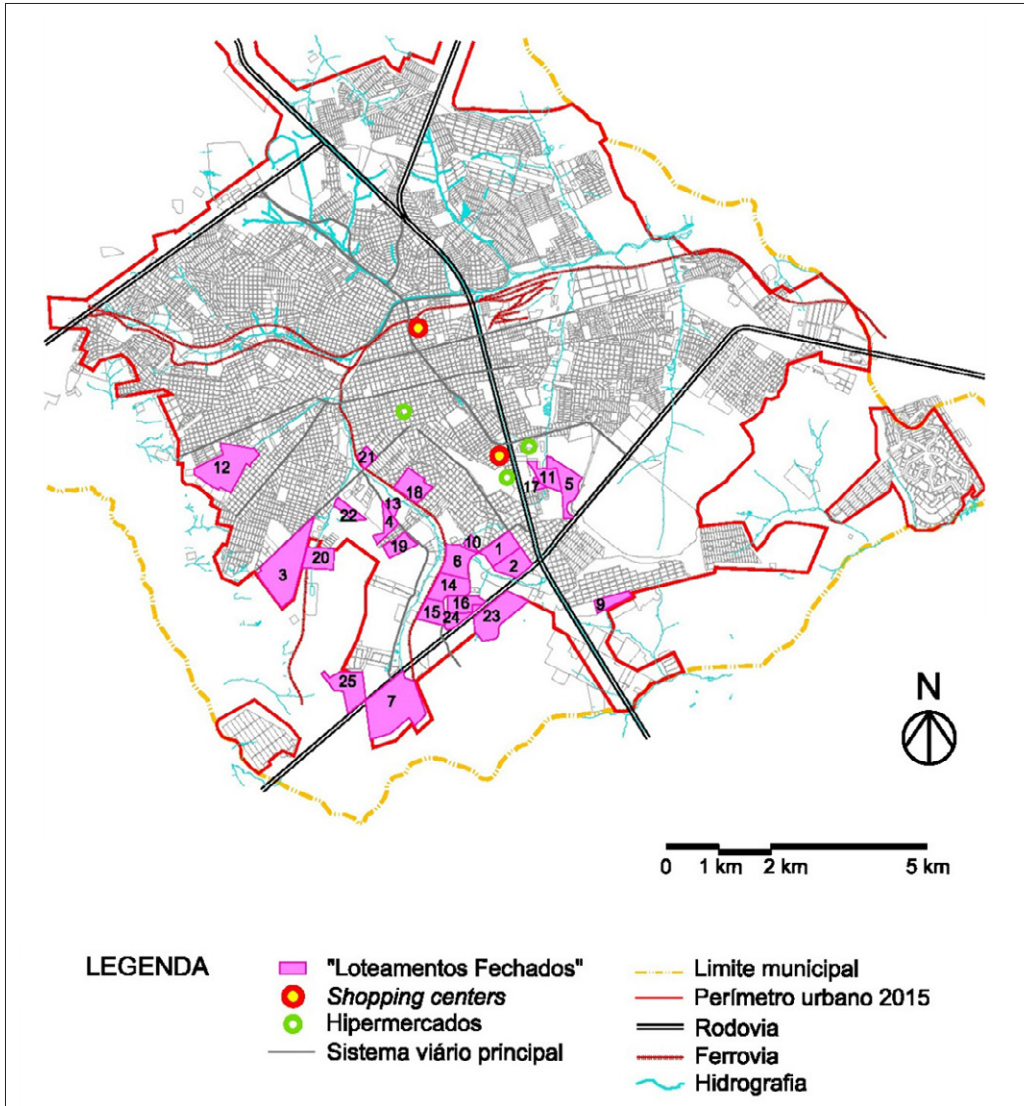 21
12
18
17
11
5
13
22
4
19
10
1
6
2
3
20
14
16
15
24
23
9
25
7
N
0 1 km 2 km 5 km
LEGENDA
"Loteamentos Fechados"
Shopping centers
Hipermercados
Sistema viário principal
Limite municipal
Perímetro urbano 2015
Rodovia
Ferrovia
Hidrografia